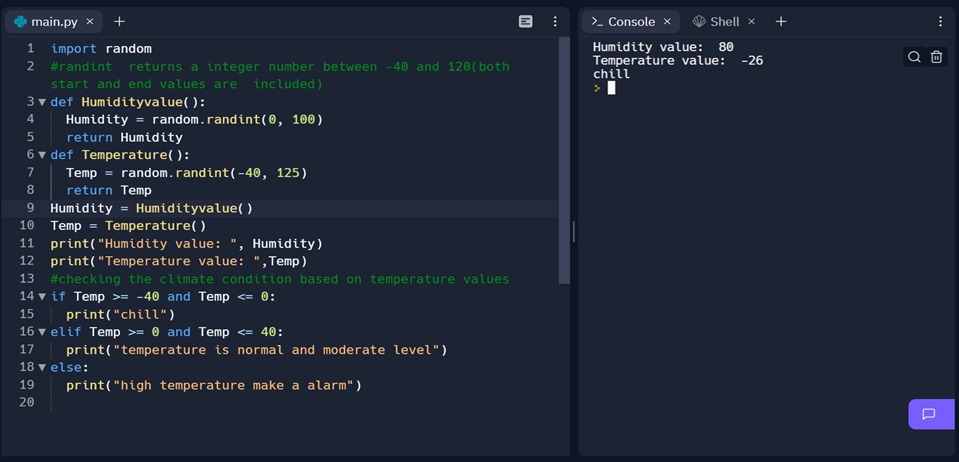 main.py × +
1 import random
2 #randint  returns a integer number between -40 and 120(both
start and end values are  included)
3 def Humidityvalue():
4   Humidity = random.randint(0, 100)
5   return Humidity
6 def Temperature():
7   Temp = random.randint(-40, 125)
8   return Temp
9 Humidity = Humidityvalue()
10 Temp = Temperature()
11 print("Humidity value: ", Humidity)
12 print("Temperature value: ",Temp)
13 #checking the climate condition based on temperature values
14 if Temp >= -40 and Temp <= 0:
15   print("chill")
16 elif Temp >= 0 and Temp <= 40:
17   print("temperature is normal and moderate level")
18 else:
19   print("high temperature make a alarm")
20
>_ Console × Shell × +
Humidity value:  80
Temperature value:  -26
chill
>